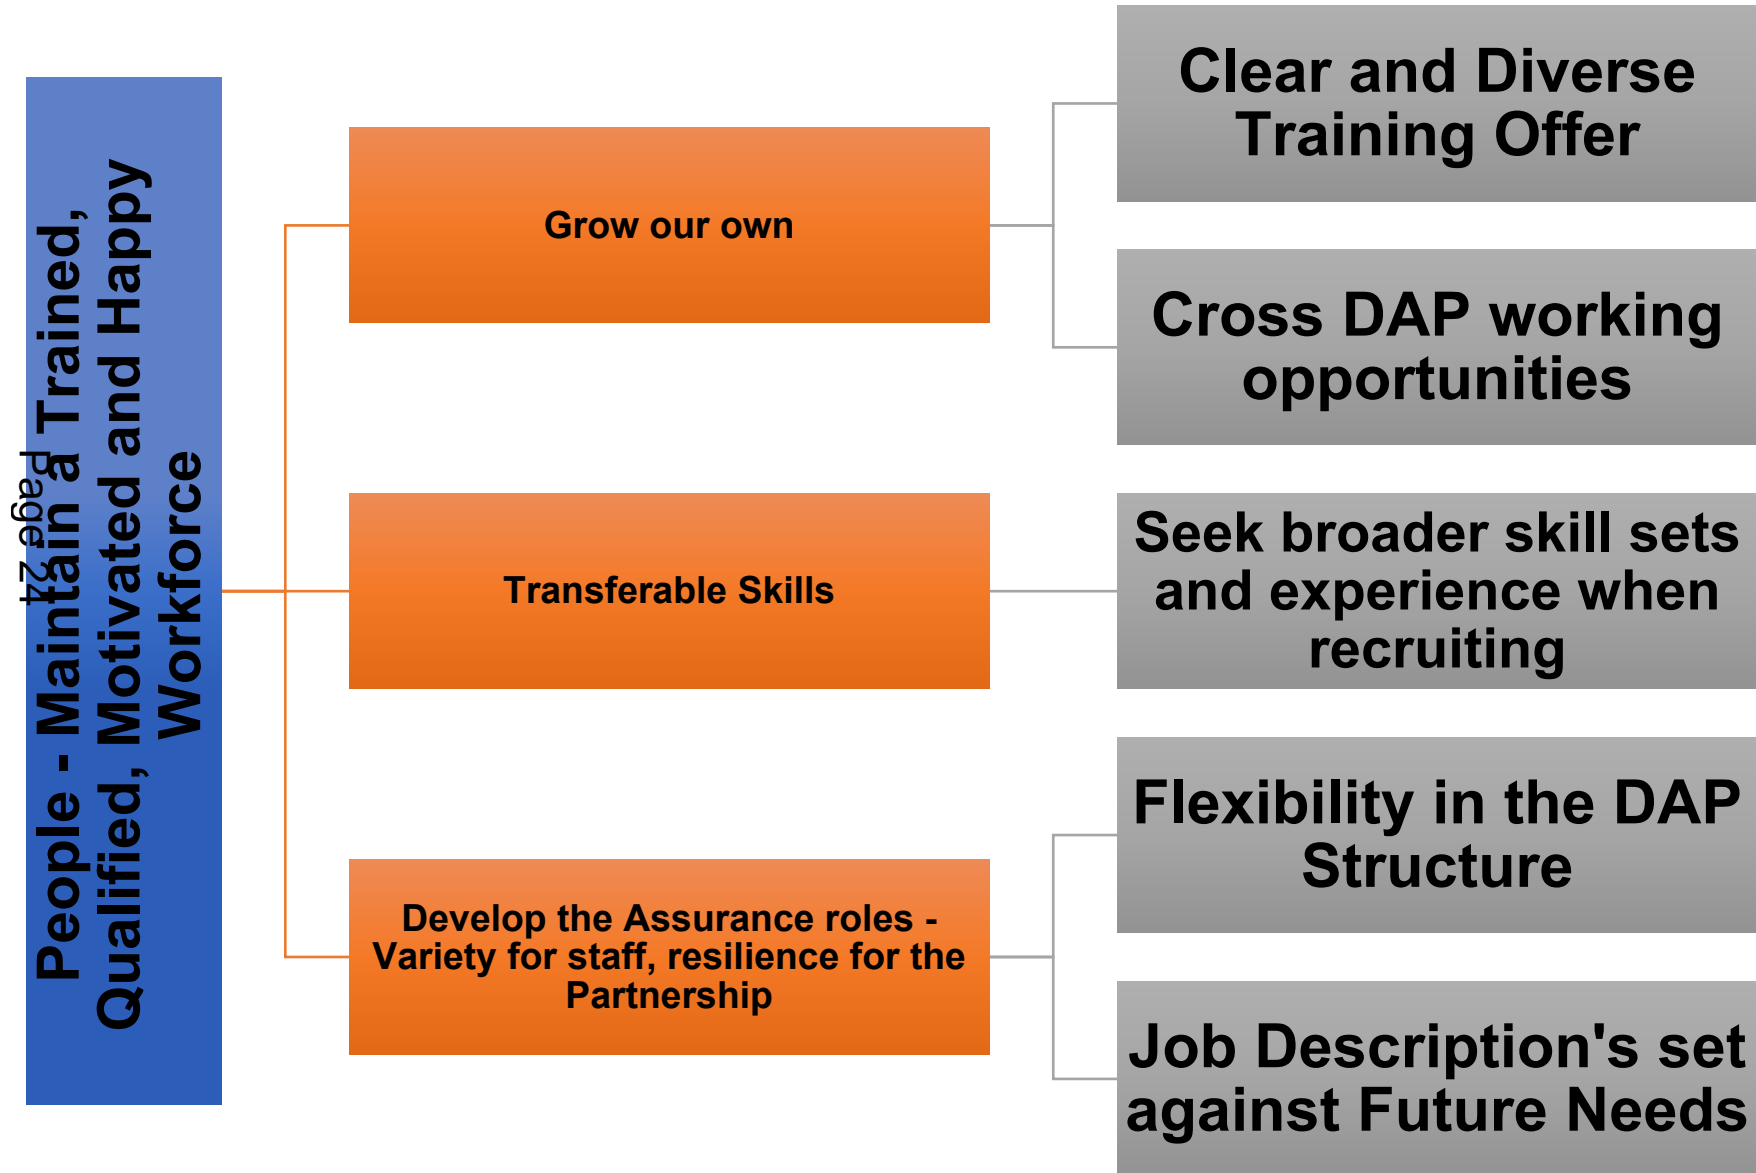 People - Maintain a Trained,
Qualified, Motivated and Happy
Workforce
Page 24
Grow our own
Clear and Diverse
Training Offer
Cross DAP working
opportunities
Transferable Skills
Seek broader skill sets
and experience when
recruiting
Develop the Assurance roles -
Variety for staff, resilience for the
Partnership
Flexibility in the DAP
Structure
Job Description's set
against Future Needs